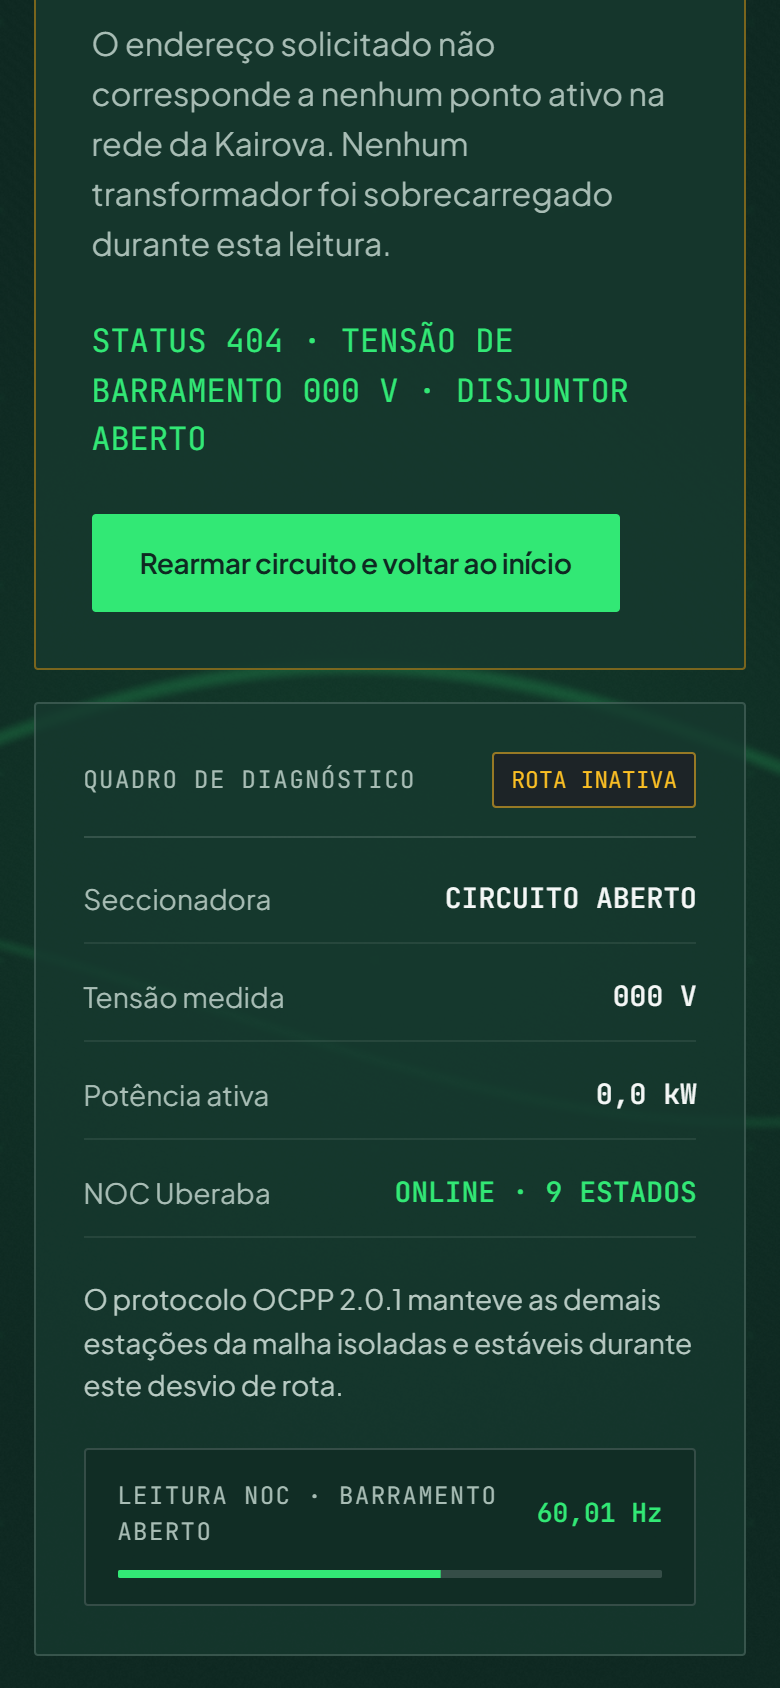 O endereço solicitado não
corresponde a nenhum ponto ativo na
rede da Kairova. Nenhum
transformador foi sobrecarregado
durante esta leitura.
STATUS 404 · TENSÃO DE
BARRAMENTO 000 V · DISJUNTOR
ABERTO
Rearmar circuito e voltar ao início
QUADRO DE DIAGNÓSTICO
ROTA INATIVA
Seccionadora
CIRCUITO ABERTO
Tensão medida
000 V
Potência ativa
0,0 kW
NOC Uberaba
ONLINE · 9 ESTADOS
O protocolo OCPP 2.0.1 manteve as demais
estações da malha isoladas e estáveis durante
este desvio de rota.
LEITURA NOC · BARRAMENTO
ABERTO
60,01 Hz